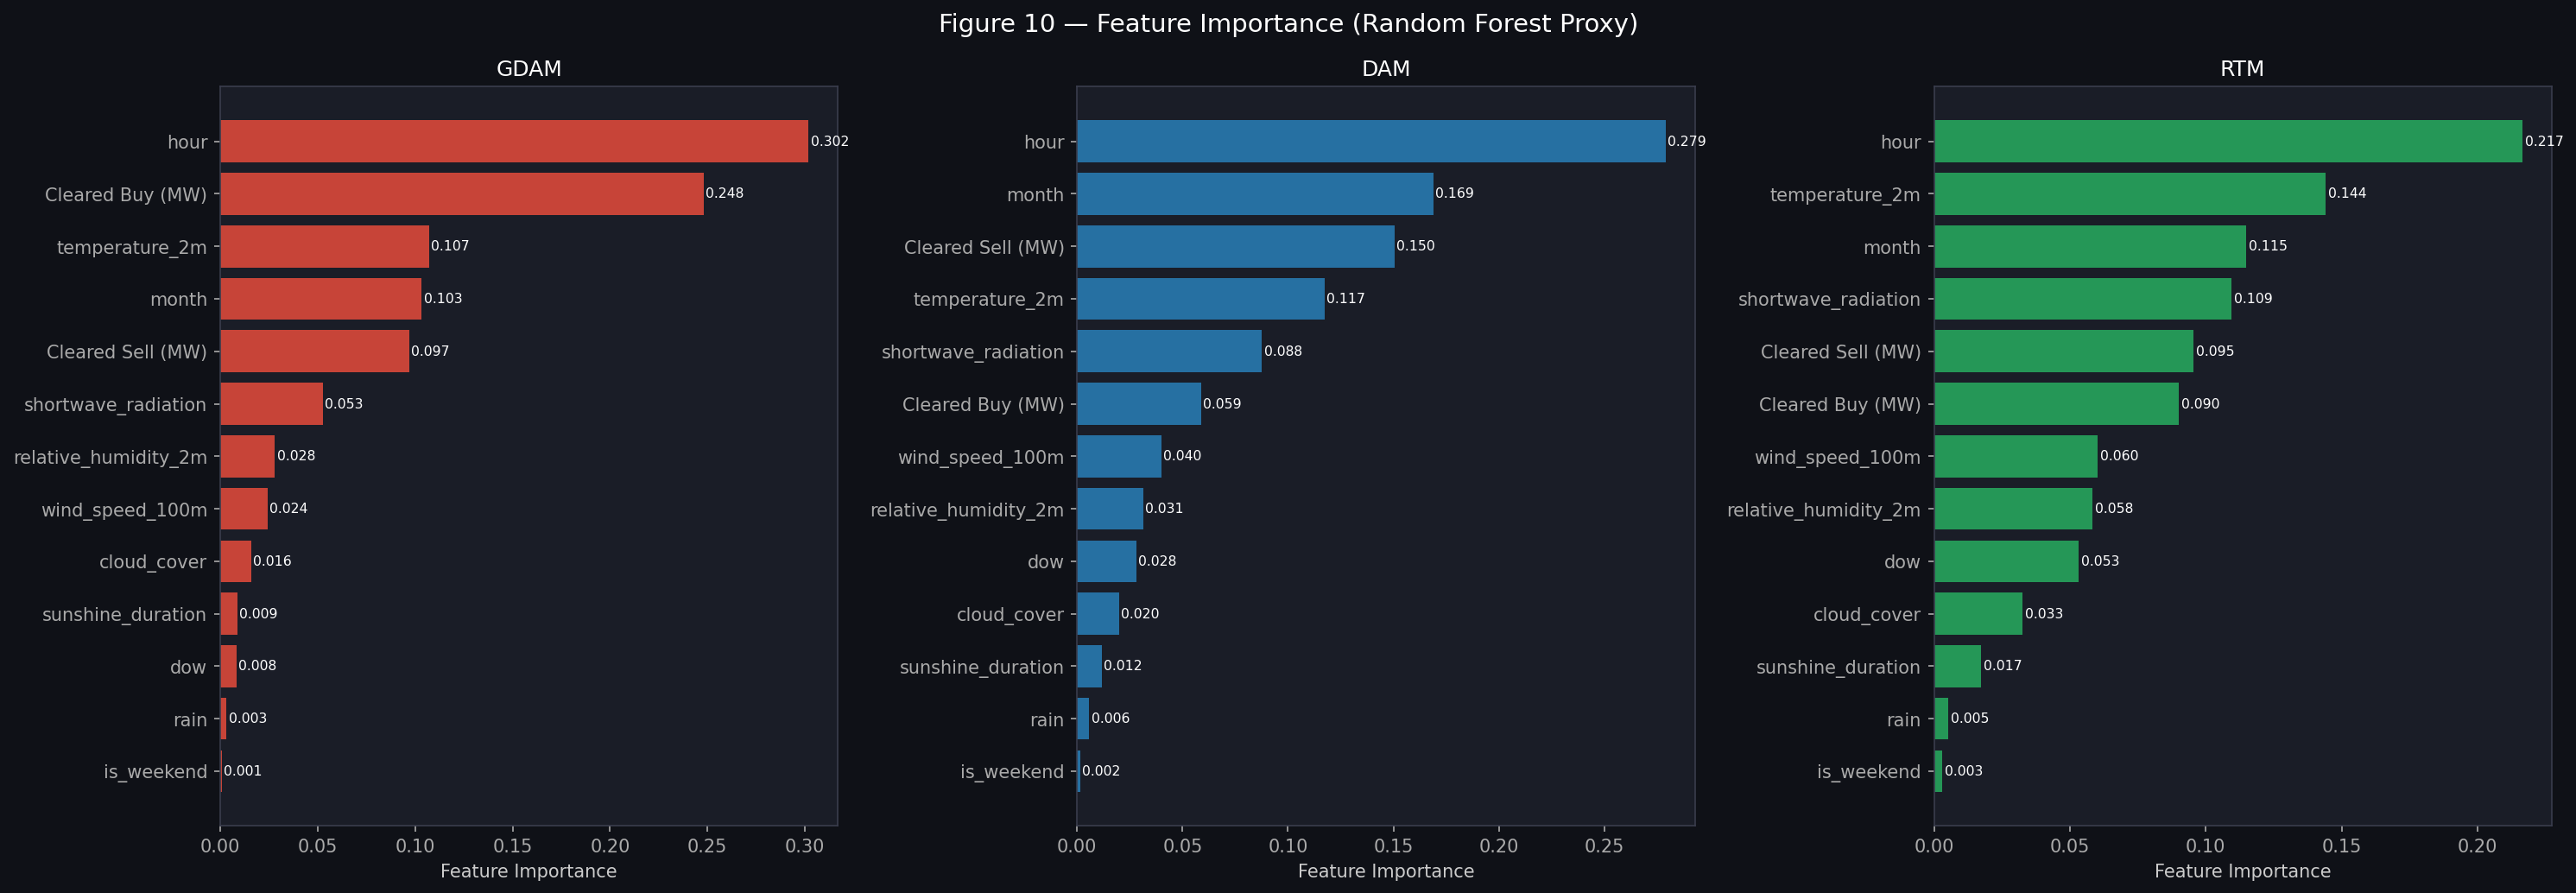 Figure 10 — Feature Importance (Random Forest Proxy)
GDAM
hour
0.302
Cleared Buy (MW)
0.248
temperature_2m
0.107
month
0.103
Cleared Sell (MW)
0.097
shortwave_radiation
0.053
relative_humidity_2m
0.028
wind_speed_100m
0.024
cloud_cover
0.016
sunshine_duration
0.009
dow
0.008
rain
0.003
is_weekend
0.001
0.00 0.05 0.10 0.15 0.20 0.25 0.30
Feature Importance
DAM
hour
0.279
month
0.169
Cleared Sell (MW)
0.150
temperature_2m
0.117
shortwave_radiation
0.088
Cleared Buy (MW)
0.059
wind_speed_100m
0.040
relative_humidity_2m
0.031
dow
0.028
cloud_cover
0.020
sunshine_duration
0.012
rain
0.006
is_weekend
0.002
0.00 0.05 0.10 0.15 0.20 0.25
Feature Importance
RTM
hour
0.217
temperature_2m
0.144
month
0.115
shortwave_radiation
0.109
Cleared Sell (MW)
0.095
Cleared Buy (MW)
0.090
wind_speed_100m
0.060
relative_humidity_2m
0.058
dow
0.053
cloud_cover
0.033
sunshine_duration
0.017
rain
0.005
is_weekend
0.003
0.00 0.05 0.10 0.15 0.20
Feature Importance